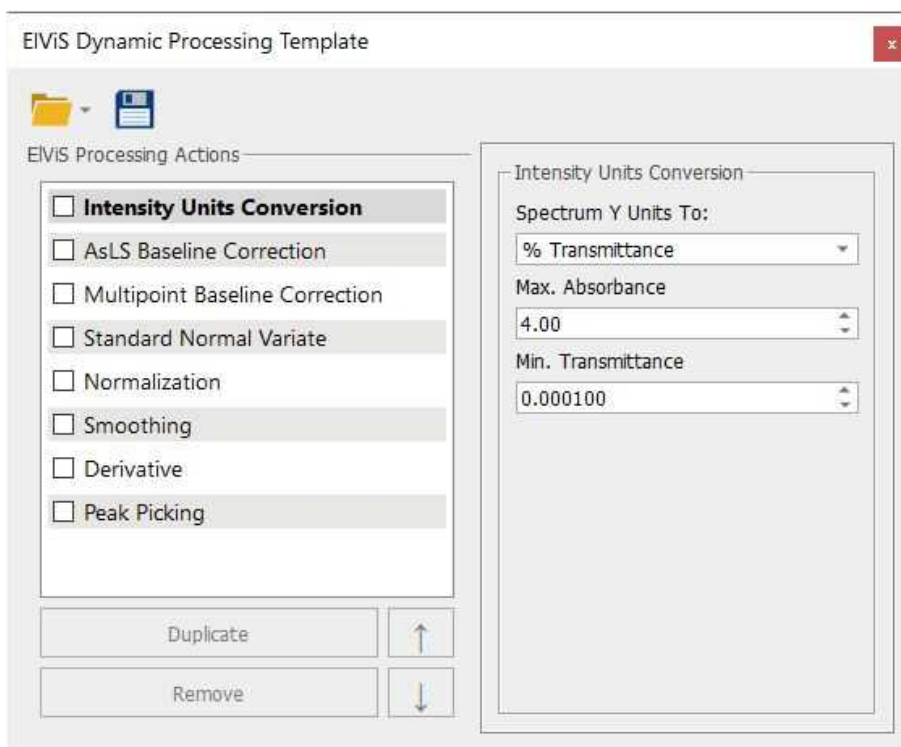 ElViS Dynamic Processing Template
x
ElViS Processing Actions
Intensity Units Conversion
AsLS Baseline Correction
Multipoint Baseline Correction
Standard Normal Variate
Normalization
Smoothing
Derivative
Peak Picking
Duplicate
Remove
Intensity Units Conversion
Spectrum Y Units To:
% Transmittance
Max. Absorbance
4.00
Min. Transmittance
0.000100